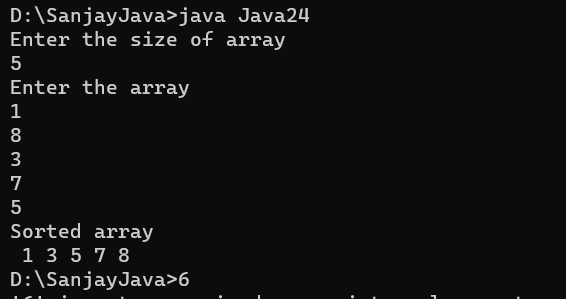 D:\SanjayJava>java Java24
Enter the size of array
5
Enter the array
1
8
3
7
5
Sorted array
 1 3 5 7 8
D:\SanjayJava>6